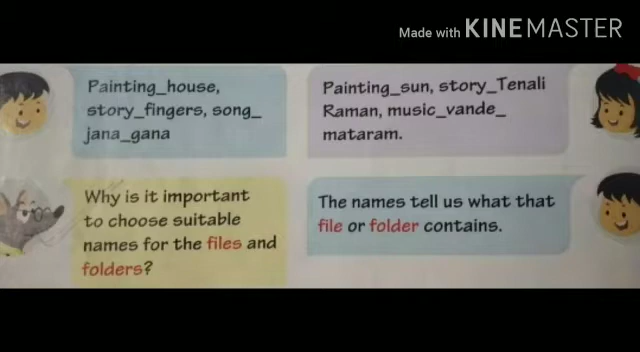 Made with KINEMASTER
Painting_house,
story_fingers, song_
jana_gana
Painting_sun, story_Tenali
Raman, music_vande_
mataram.
Why is it important
to choose suitable
names for the files and
folders?
The names tell us what that
file or folder contains.